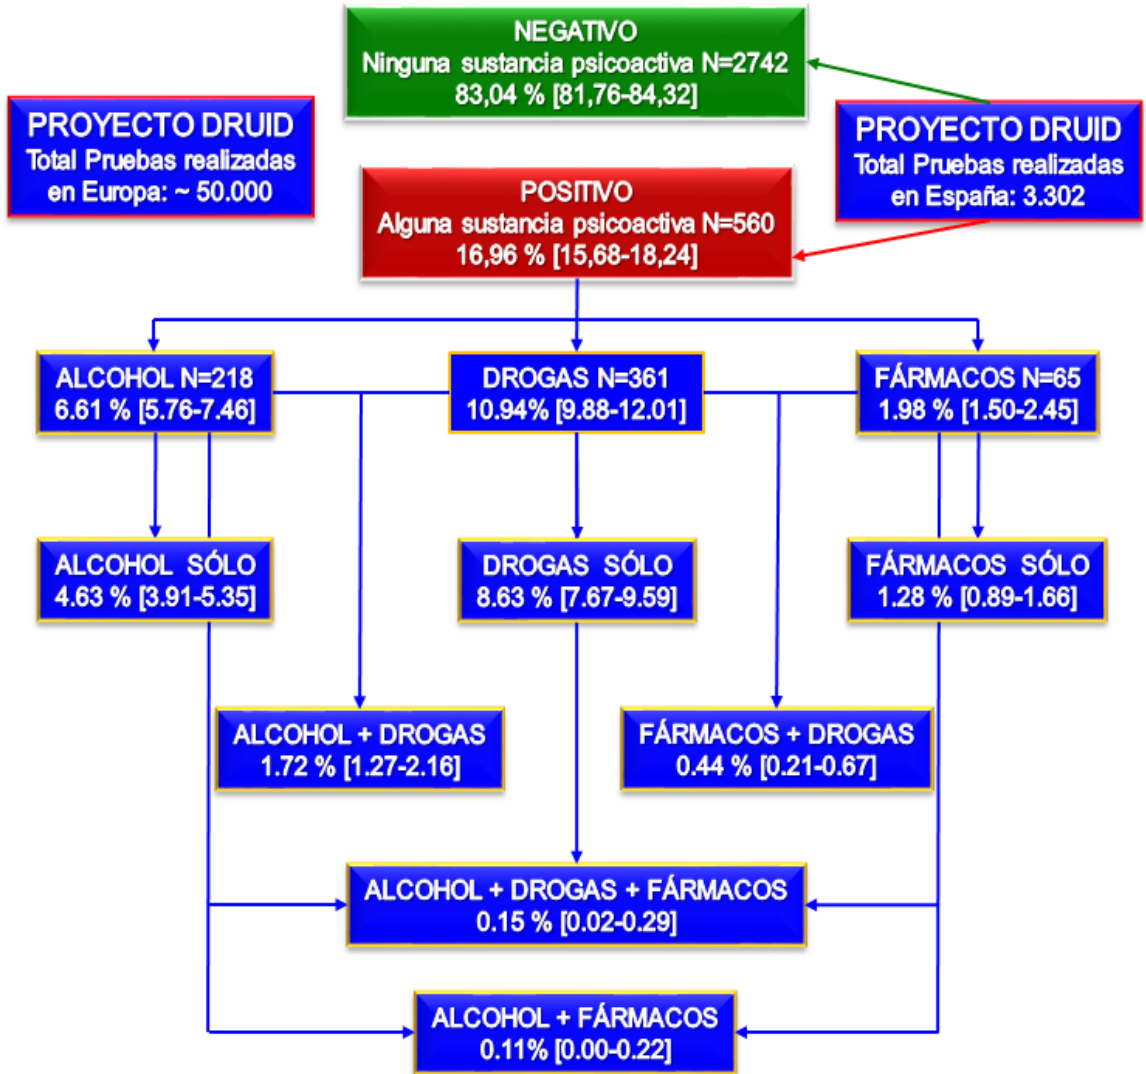 NEGATIVO
Ninguna sustancia psicoactiva N=2742
83,04 % [81,76-84,32]
PROYECTO DRUID
Total Pruebas realizadas
en Europa: ~ 50.000
PROYECTO DRUID
Total Pruebas realizadas
en España: 3.302
POSITIVO
Alguna sustancia psicoactiva N=560
16,96 % [15,68-18,24]
ALCOHOL N=218
6.61 % [5.76-7.46]
DROGAS N=361
10.94% [9.88-12.01]
FÁRMACOS N=65
1.98 % [1.50-2.45]
ALCOHOL SÓLO
4.63 % [3.91-5.35]
DROGAS SÓLO
8.63 % [7.67-9.59]
FÁRMACOS SÓLO
1.28 % [0.89-1.66]
ALCOHOL + DROGAS
1.72 % [1.27-2.16]
FÁRMACOS + DROGAS
0.44 % [0.21-0.67]
ALCOHOL + DROGAS + FÁRMACOS
0.15 % [0.02-0.29]
ALCOHOL + FÁRMACOS
0.11% [0.00-0.22]